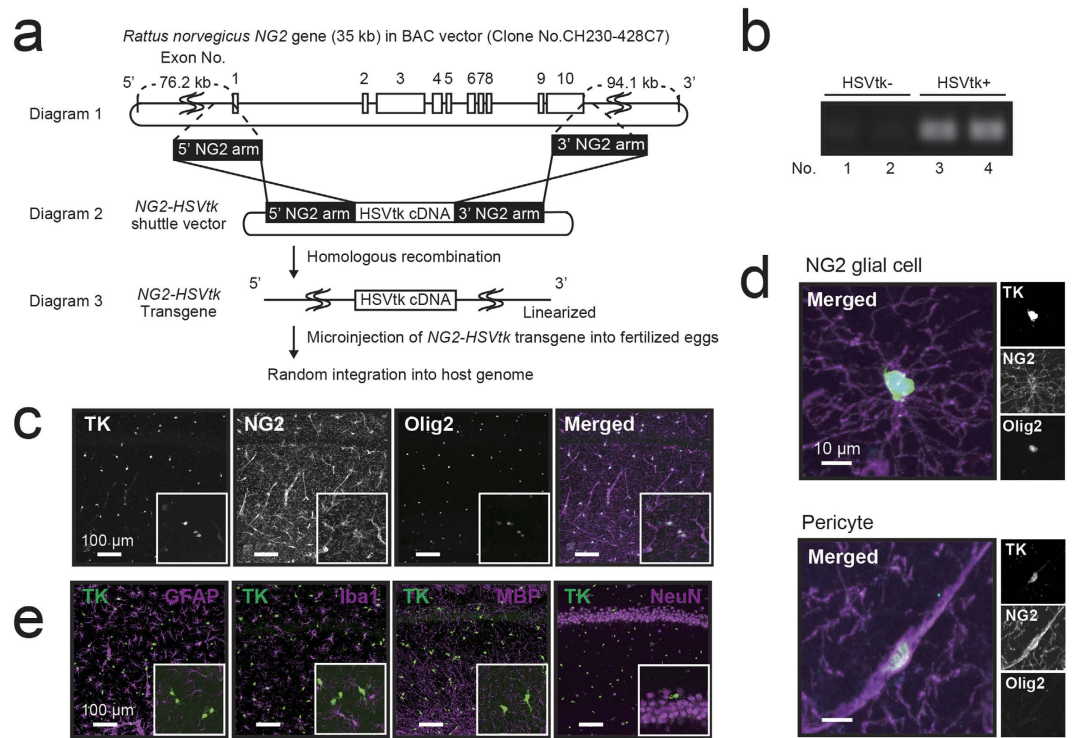 a
Rattus norvegicus NG2 gene (35 kb) in BAC vector (Clone No.CH230-428C7)
Exon No.
5’ 76.2 kb 1 2 3 4 5 6 7 8 9 10 94.1 kb 3’
Diagram 1
5’ NG2 arm 3’ NG2 arm
Diagram 2
NG2-HSVtk
shuttle vector
5’ NG2 arm HSVtk cDNA 3’ NG2 arm
Homologous recombination
5’ 3’
Diagram 3
NG2-HSVtk
Transgene
HSVtk cDNA
Linearized
Microinjection of NG2-HSVtk transgene into fertilized eggs
Random integration into host genome
b
HSVtk- HSVtk+
No. 1 2 3 4
c
TK NG2 Olig2 Merged
100 µm
d
NG2 glial cell
Merged
TK
NG2
Olig2
10 µm
Pericyte
Merged
TK
NG2
Olig2
e
TK GFAP TK Iba1 TK MBP TK NeuN
100 µm